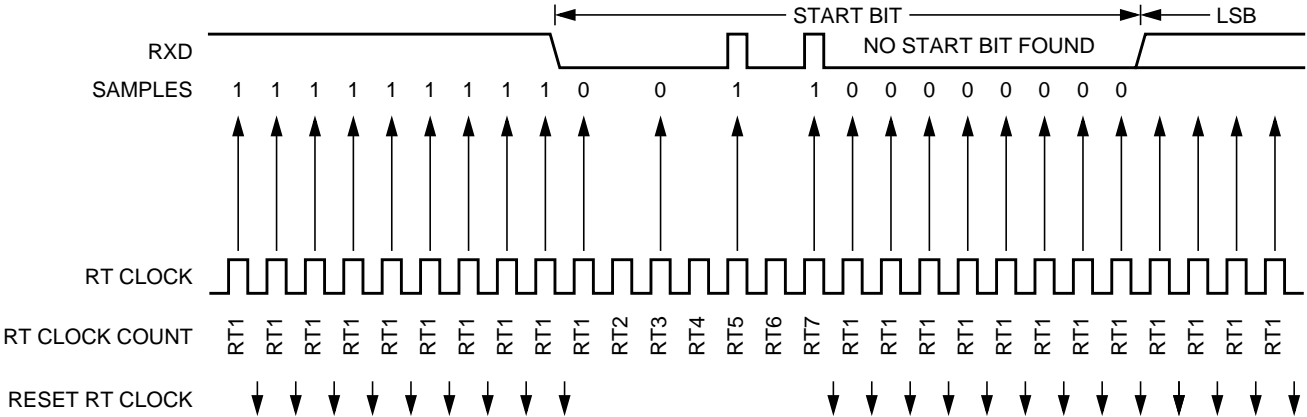 START BIT LSB
RXD NO START BIT FOUND
SAMPLES 1 1 1 1 1 1 1 1 1 0 0 1 1 0 0 0 0 0 0 0 0
RT CLOCK
RT CLOCK COUNT RT1 RT1 RT1 RT1 RT1 RT1 RT1 RT1 RT1 RT1 RT2 RT3 RT4 RT5 RT6 RT7 RT1 RT1 RT1 RT1 RT1 RT1 RT1 RT1 RT1 RT1 RT1 RT1
RESET RT CLOCK